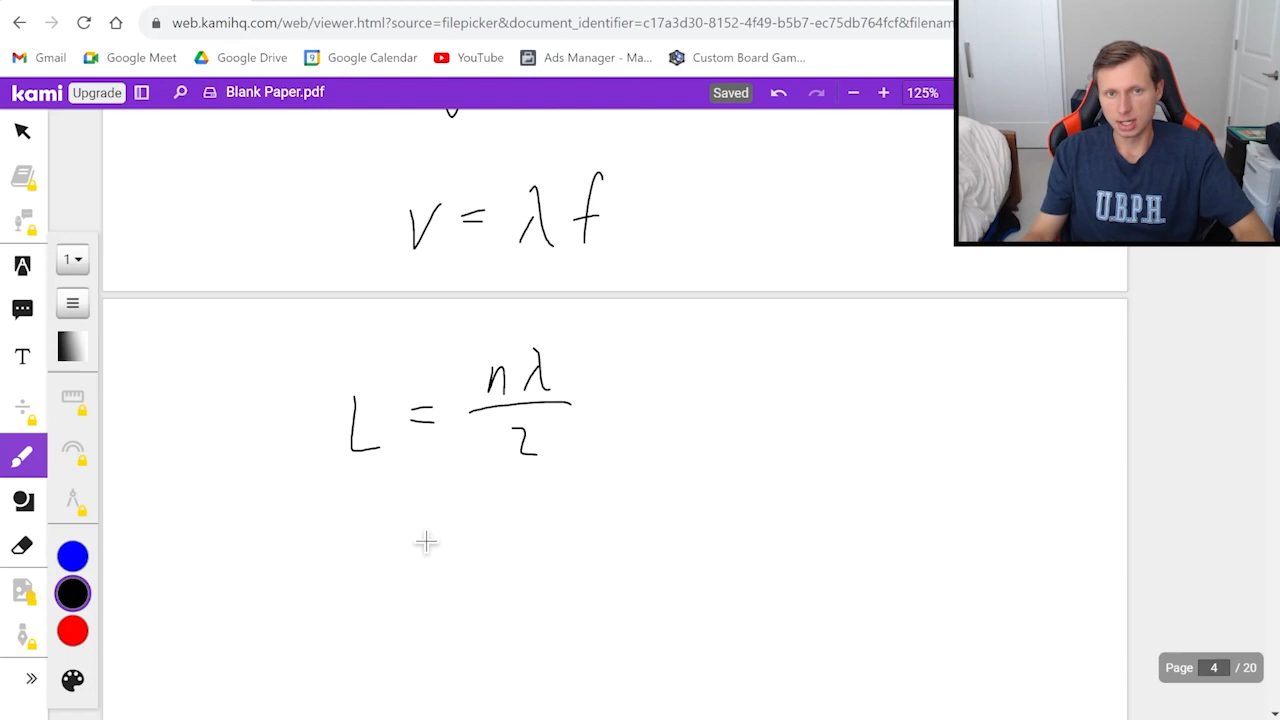 web.kamihq.com/web/viewer.html?source=filepicker&document_identifier=c17a3d30-8152-4f49-b5b7-ec75db764fcf&filenam
Gmail Google Meet Google Drive 9 Google Calendar YouTube Ads Manager - Ma... Custom Board Gam...
kami Upgrade Blank Paper.pdf Saved 125%
U.B.P.H.
v = λ f
1
L = nλ/2
T
Page 4 / 20